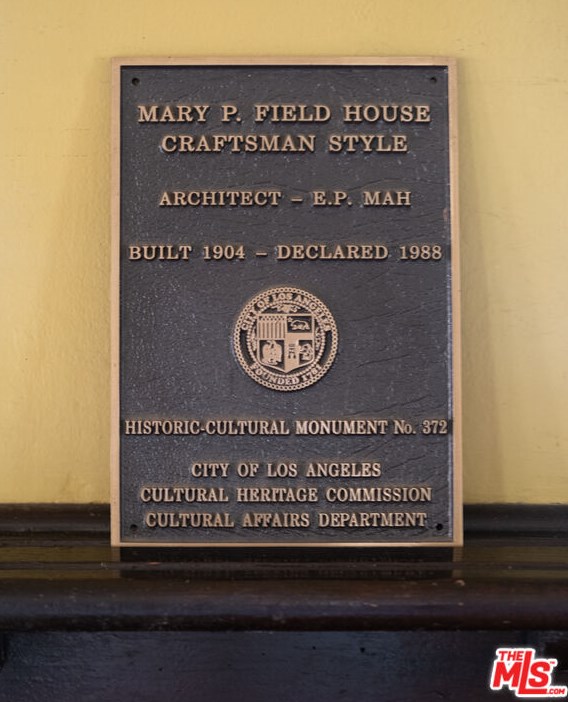 MARY P. FIELD HOUSE
CRAFTSMAN STYLE
ARCHITECT – E.P. MAH
BUILT 1904 – DECLARED 1988
CITY OF LOS ANGELES
FOUNDED 1781
HISTORIC-CULTURAL MONUMENT No. 372
CITY OF LOS ANGELES
CULTURAL HERITAGE COMMISSION
CULTURAL AFFAIRS DEPARTMENT
THE
MLS
.COM